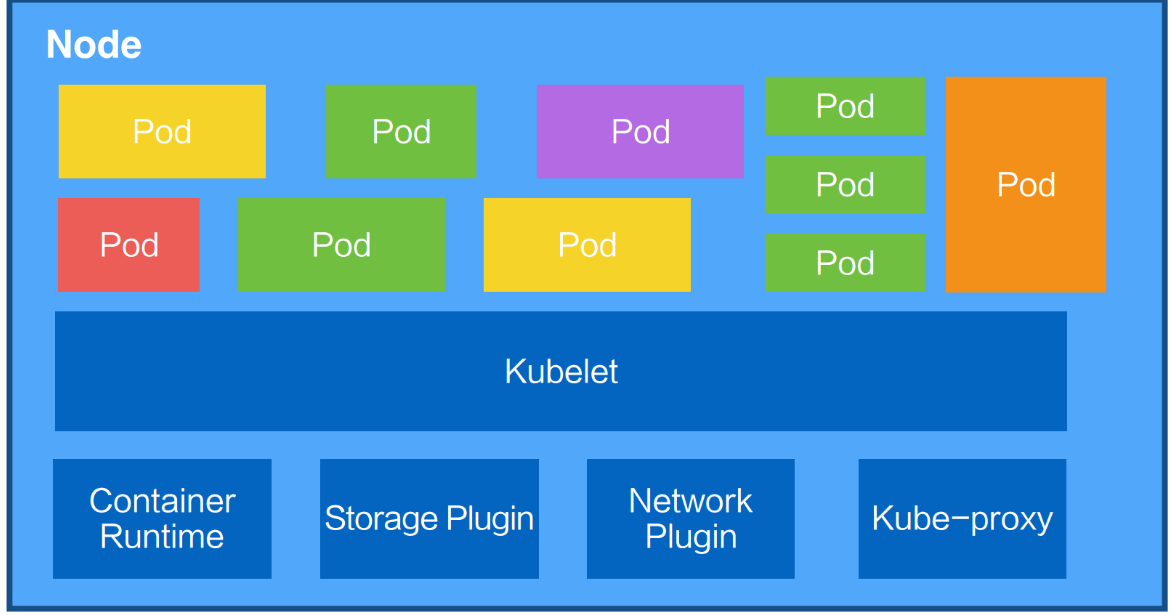 Node
Pod
Pod
Pod
Pod
Pod
Pod
Pod
Pod
Pod
Pod
Kubelet
Container
Runtime
Storage Plugin
Network
Plugin
Kube-proxy